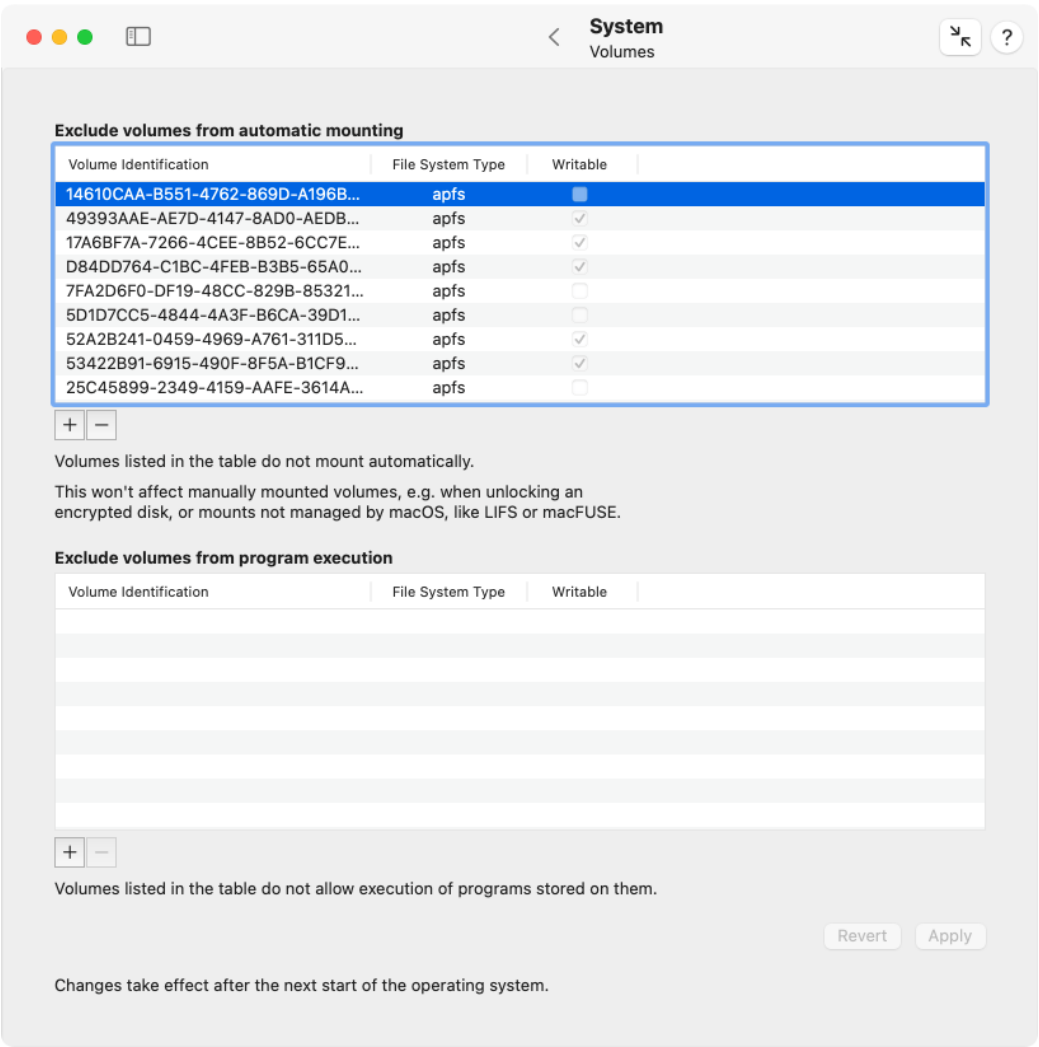 System
Volumes
?
Exclude volumes from automatic mounting
Volume Identification File System Type Writable
14610CAA-B551-4762-869D-A196B... apfs
49393AAE-AE7D-4147-8AD0-AEDB... apfs
17A6BF7A-7266-4CEE-8B52-6CC7E... apfs
D84DD764-C1BC-4FEB-B3B5-65A0... apfs
7FA2D6F0-DF19-48CC-829B-85321... apfs
5D1D7CC5-4844-4A3F-B6CA-39D1... apfs
52A2B241-0459-4969-A761-311D5... apfs
53422B91-6915-490F-8F5A-B1CF9... apfs
25C45899-2349-4159-AAFE-3614A... apfs
+ −
Volumes listed in the table do not mount automatically.
This won't affect manually mounted volumes, e.g. when unlocking an
encrypted disk, or mounts not managed by macOS, like LIFS or macFUSE.
Exclude volumes from program execution
Volume Identification File System Type Writable
+ −
Volumes listed in the table do not allow execution of programs stored on them.
Revert Apply
Changes take effect after the next start of the operating system.